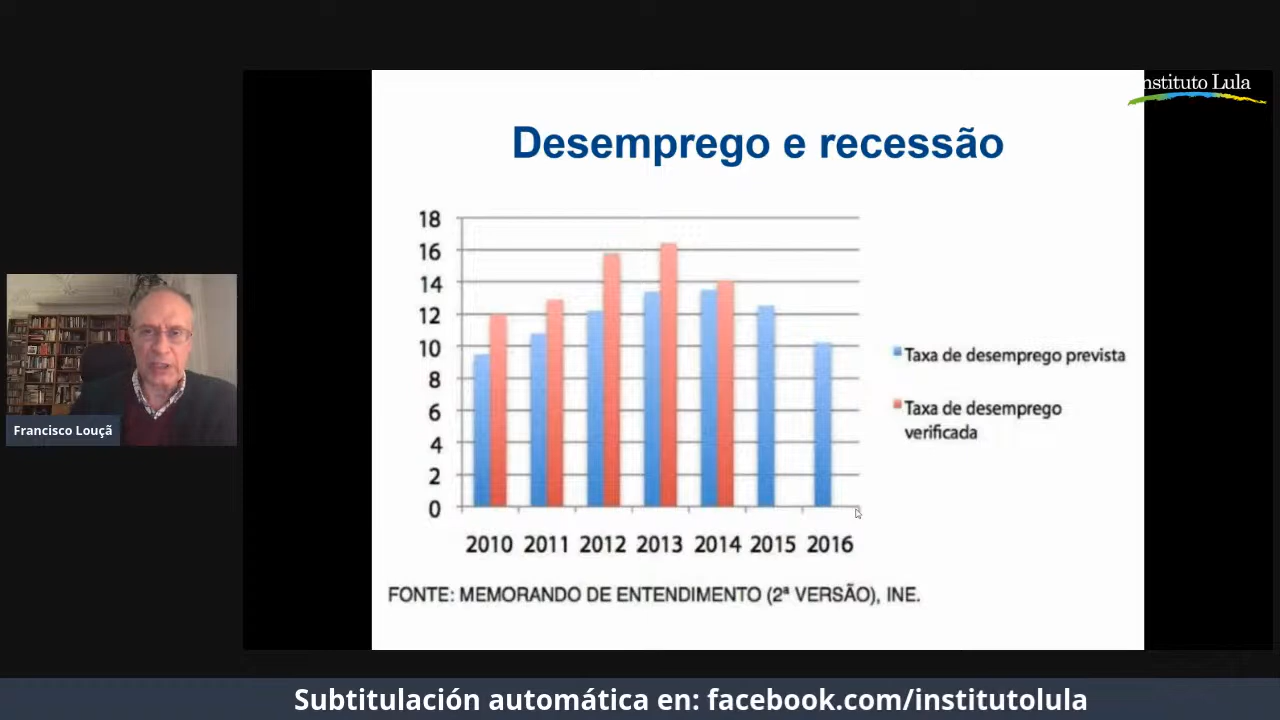 nstituto Lula
Desemprego e recessão
18
16
14
12
10
8
6
4
2
0
2010 2011 2012 2013 2014 2015 2016
Taxa de desemprego prevista
Taxa de desemprego
verificada
FONTE: MEMORANDO DE ENTENDIMENTO (2ª VERSÃO), INE.
Francisco Louçã
Subtitulación automática en: facebook.com/institutolula